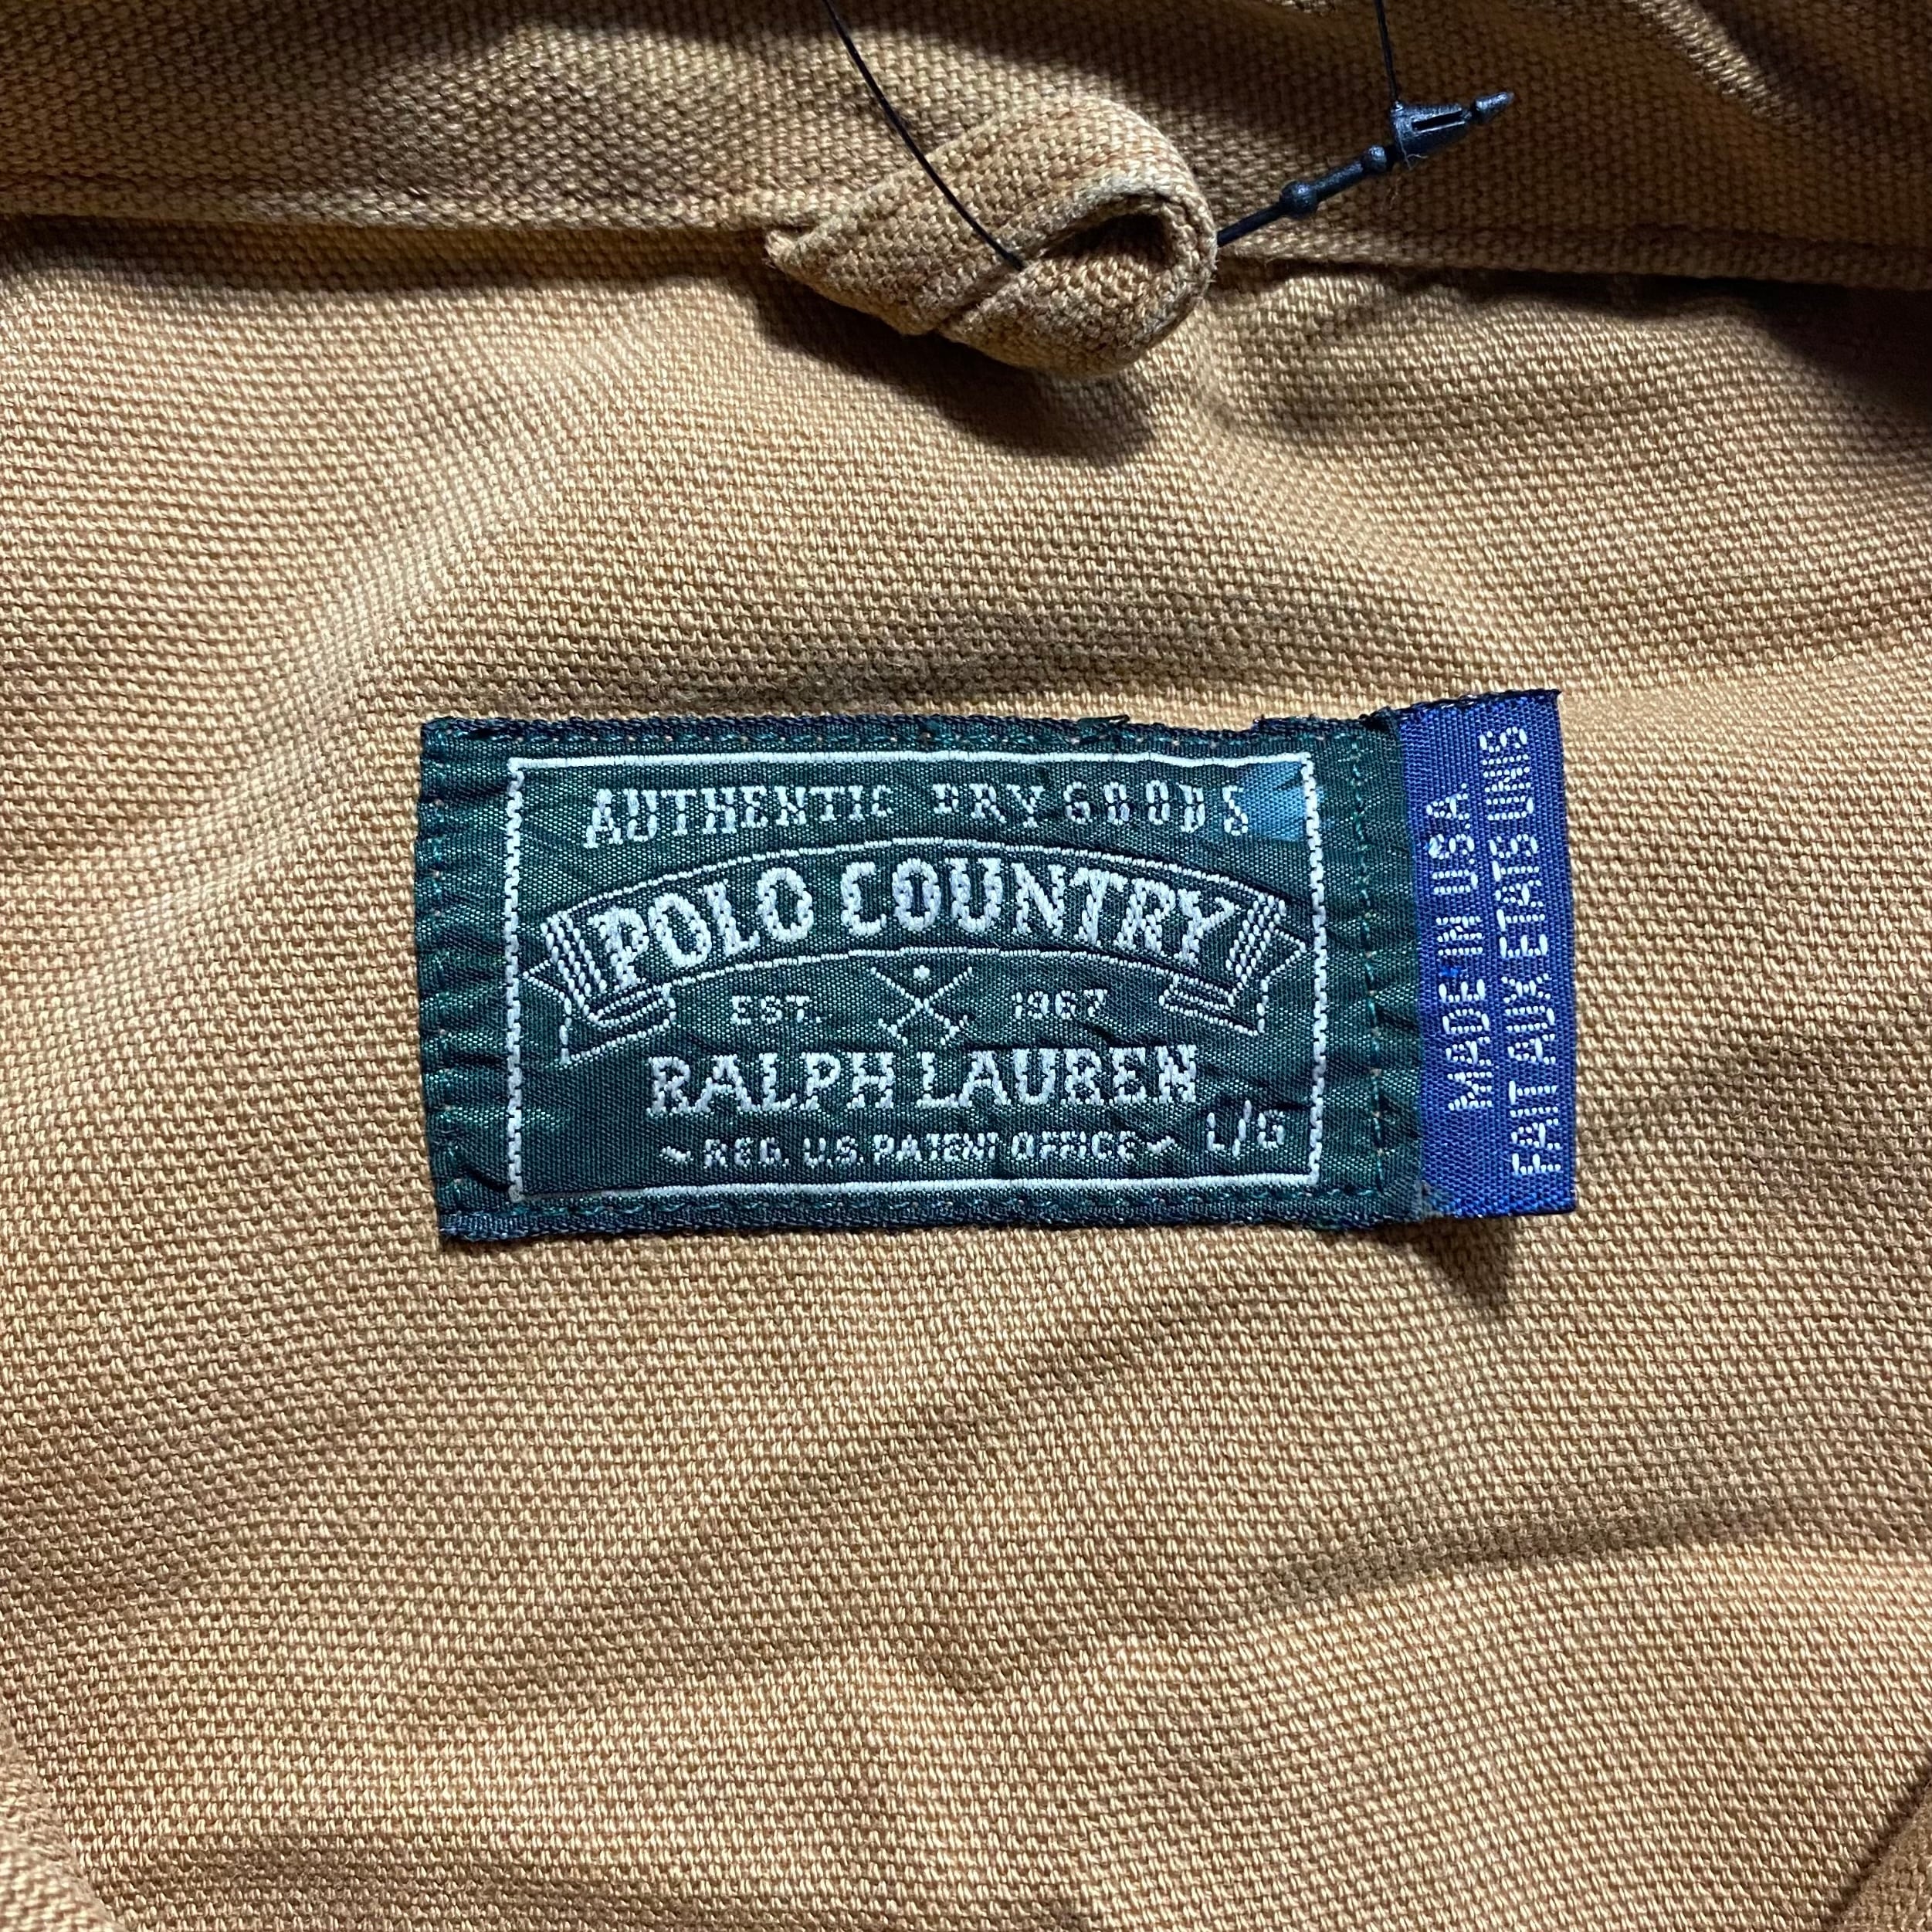 AUTHENTIC DRY GOODS
POLO COUNTRY
EST. 1967
RALPH LAUREN
~ REG. U.S. PATENT OFFICE ~ L/G
MADE IN U.S.A.
FAIT AUX ETATS UNIS